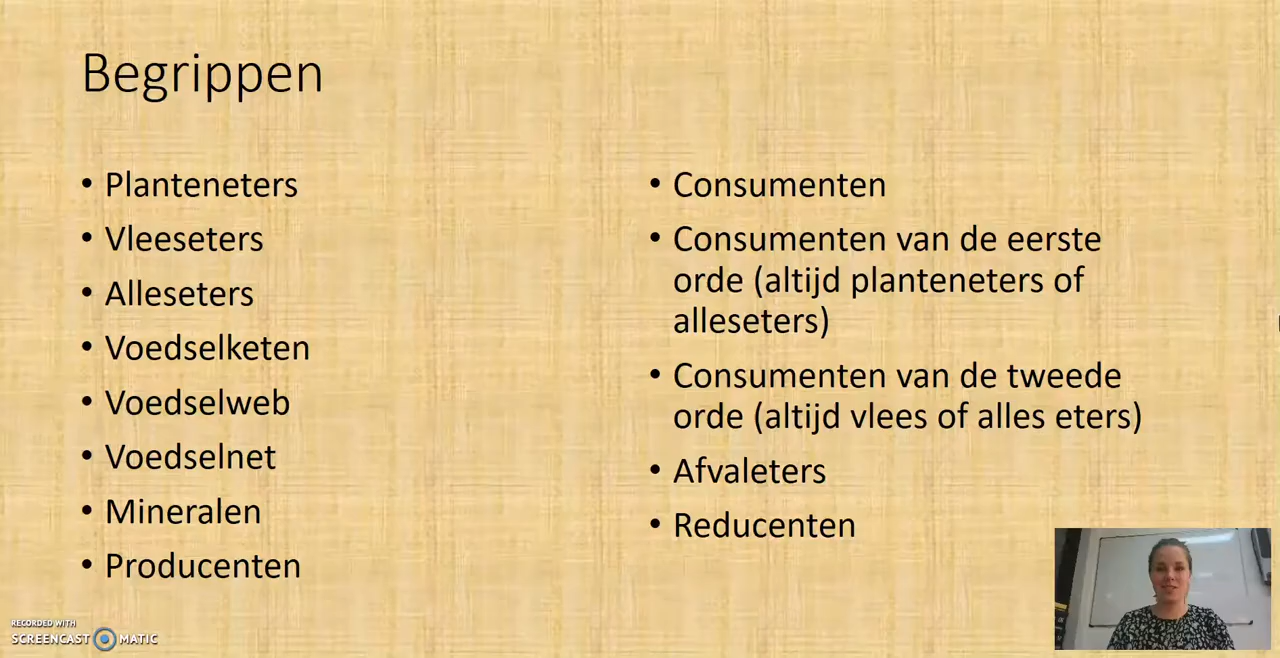 Begrippen
• Planteneters
• Vleeseters
• Alleseters
• Voedselketen
• Voedselweb
• Voedselnet
• Mineralen
• Producenten
• Consumenten
• Consumenten van de eerste
orde (altijd planteneters of
alleseters)
• Consumenten van de tweede
orde (altijd vlees of alles eters)
• Afvaleters
• Reducenten
RECORDED WITH
SCREENCAST MATIC